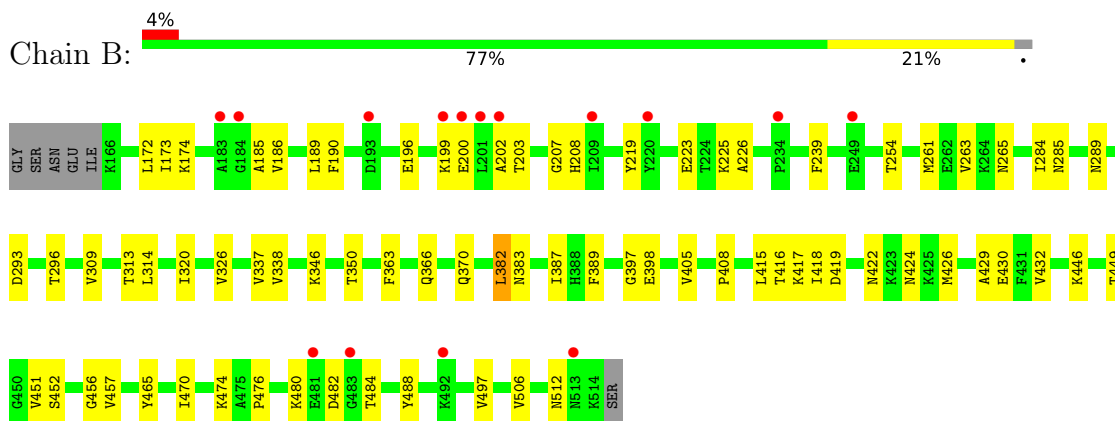 4%
Chain B:
77% 21% •
GLY SER ASN GLU ILE K166 L172 I173 K174 A183 G184 A185 V186 L189 F190 D193 E196 K199 E200 L201 A202 T203 G207 H208 I209 Y219 Y220 E223 T224 K225 A226 P234 F239 E249 T254 M261 E262 V263 K264 N265 I284 N285 N289
D293 T296 V309 T313 L314 I320 V326 V337 V338 K346 T350 F363 Q366 Q370 L382 N383 I387 H388 F389 G397 E398 V405 P408 L415 T416 K417 I418 D419 N422 K423 N424 K425 M426 A429 E430 F431 V432 K446 T449
G450 V451 S452 G456 V457 Y465 I470 K474 A475 P476 K480 E481 D482 G483 T484 Y488 K492 V497 V506 N512 N513 K514 SER